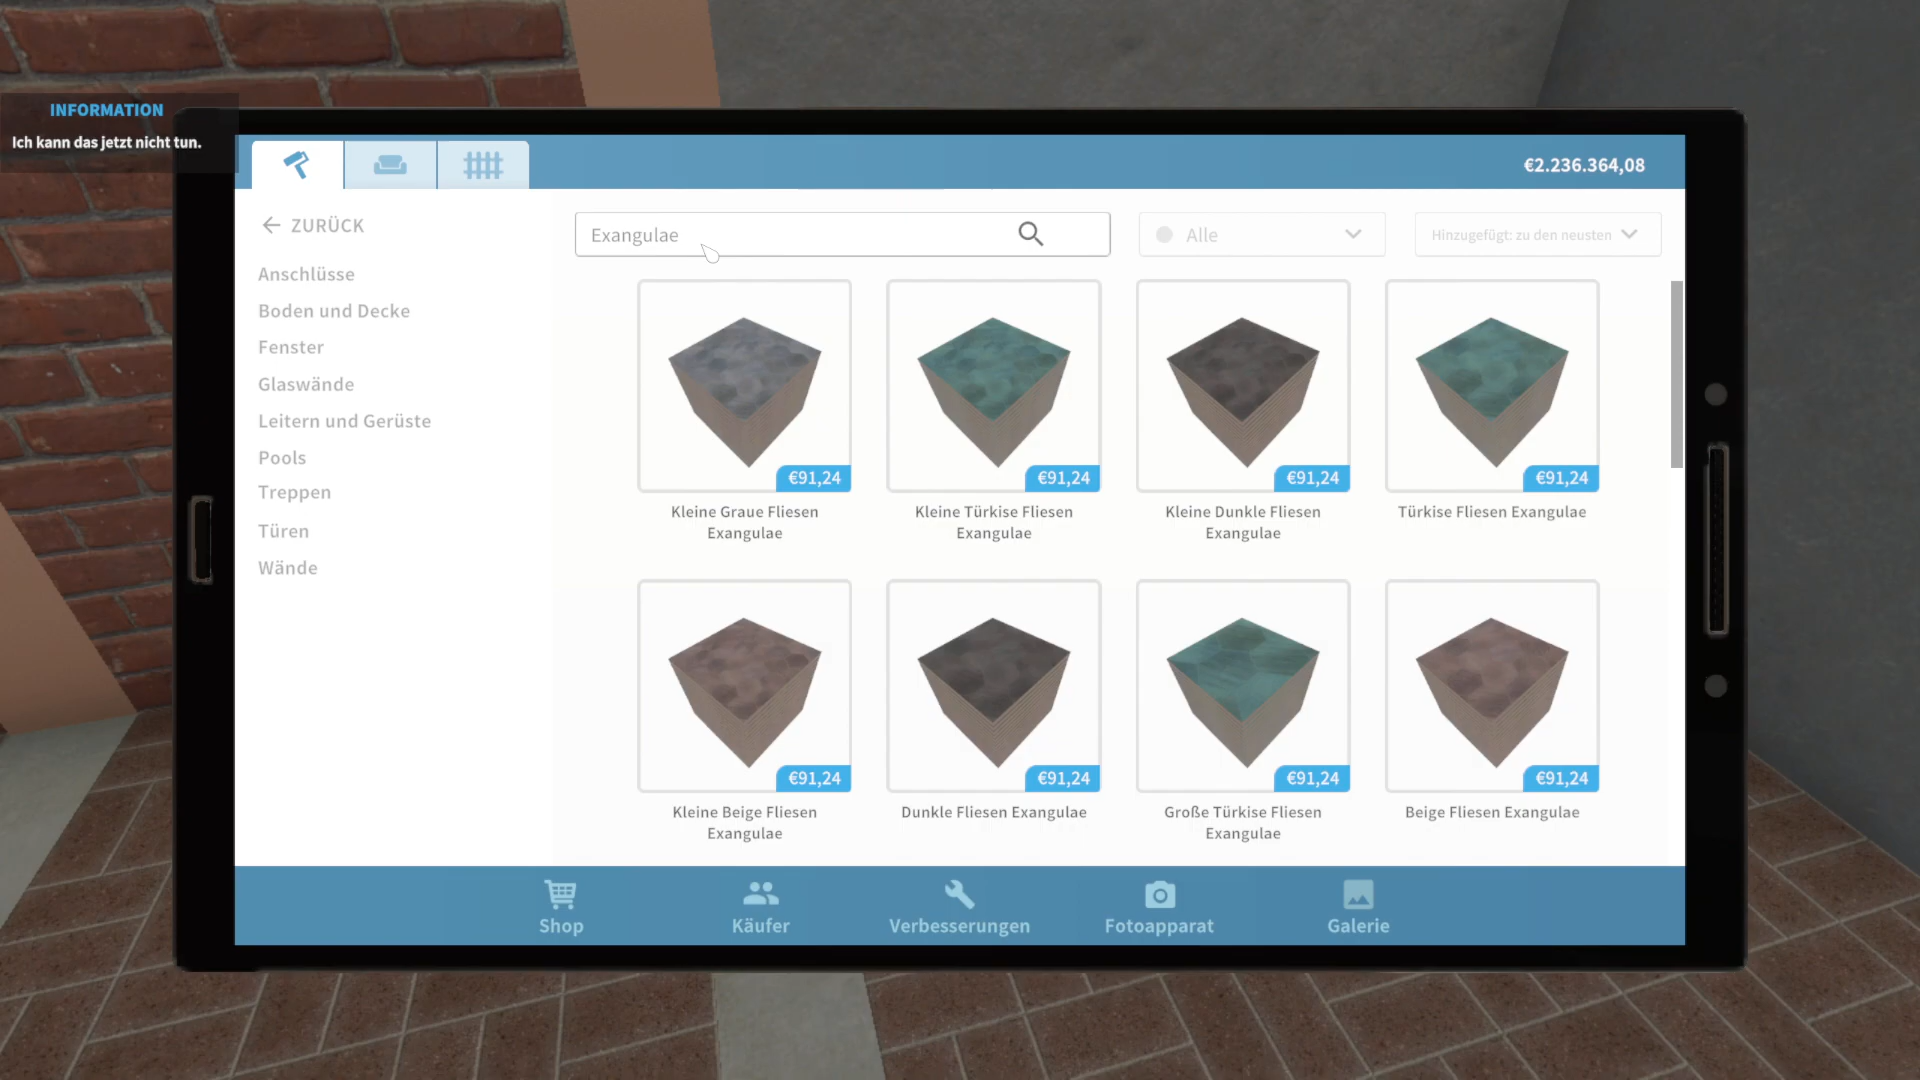 INFORMATION
Ich kann das jetzt nicht tun.
€2.236.364,08
ZURÜCK
Anschlüsse
Boden und Decke
Fenster
Glaswände
Leitern und Gerüste
Pools
Treppen
Türen
Wände
Exangulae
Alle
Hinzugefügt: zu den neusten
€91,24
€91,24
€91,24
€91,24
Kleine Graue Fliesen
Exangulae
Kleine Türkise Fliesen
Exangulae
Kleine Dunkle Fliesen
Exangulae
Türkise Fliesen Exangulae
€91,24
€91,24
€91,24
€91,24
Kleine Beige Fliesen
Exangulae
Dunkle Fliesen Exangulae
Große Türkise Fliesen
Exangulae
Beige Fliesen Exangulae
Shop
Käufer
Verbesserungen
Fotoapparat
Galerie